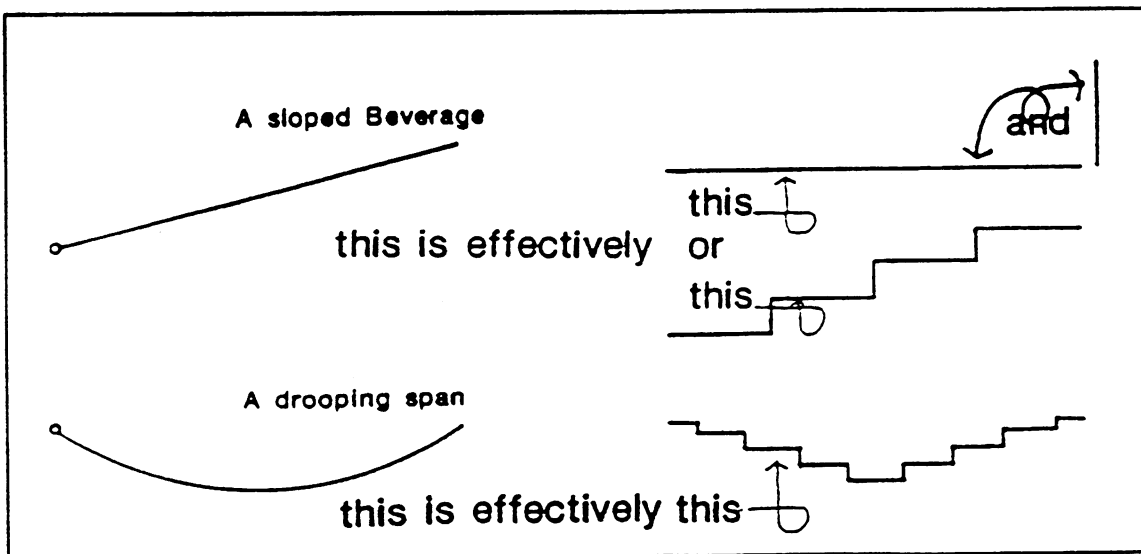 A sloped Beverage
and
this
this is effectively or
this
A drooping span
this is effectively this